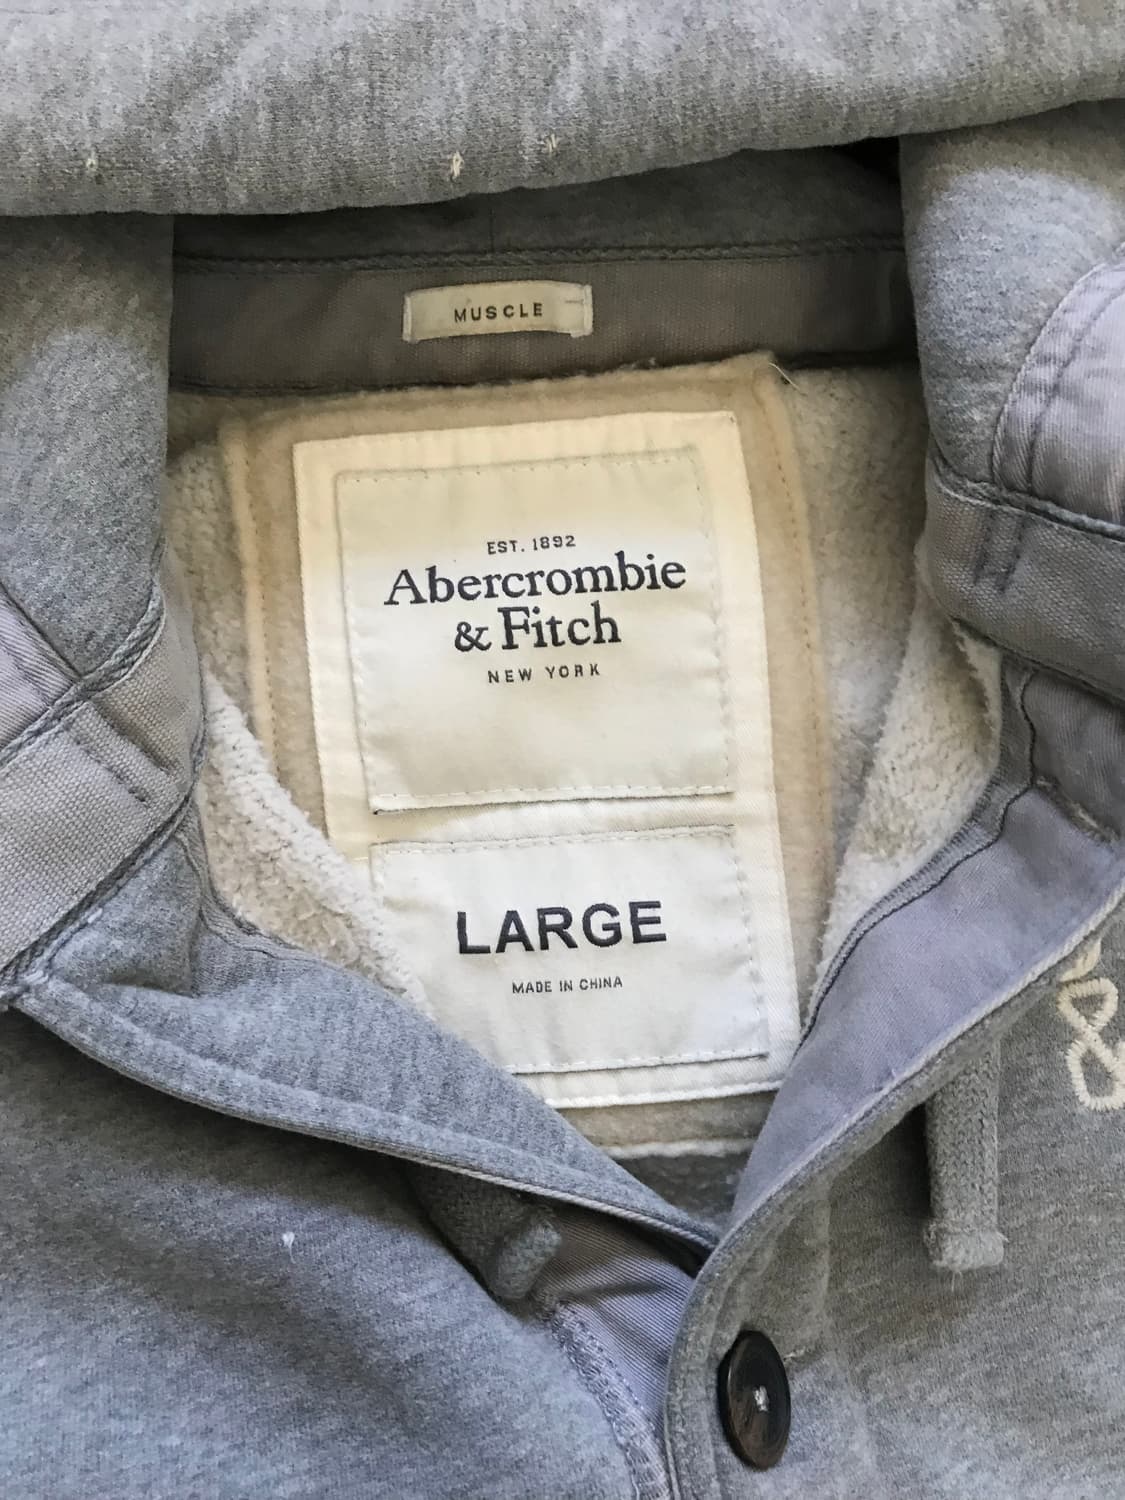 MUSCLE
EST. 1892
Abercrombie
& Fitch
NEW YORK
LARGE
MADE IN CHINA
&